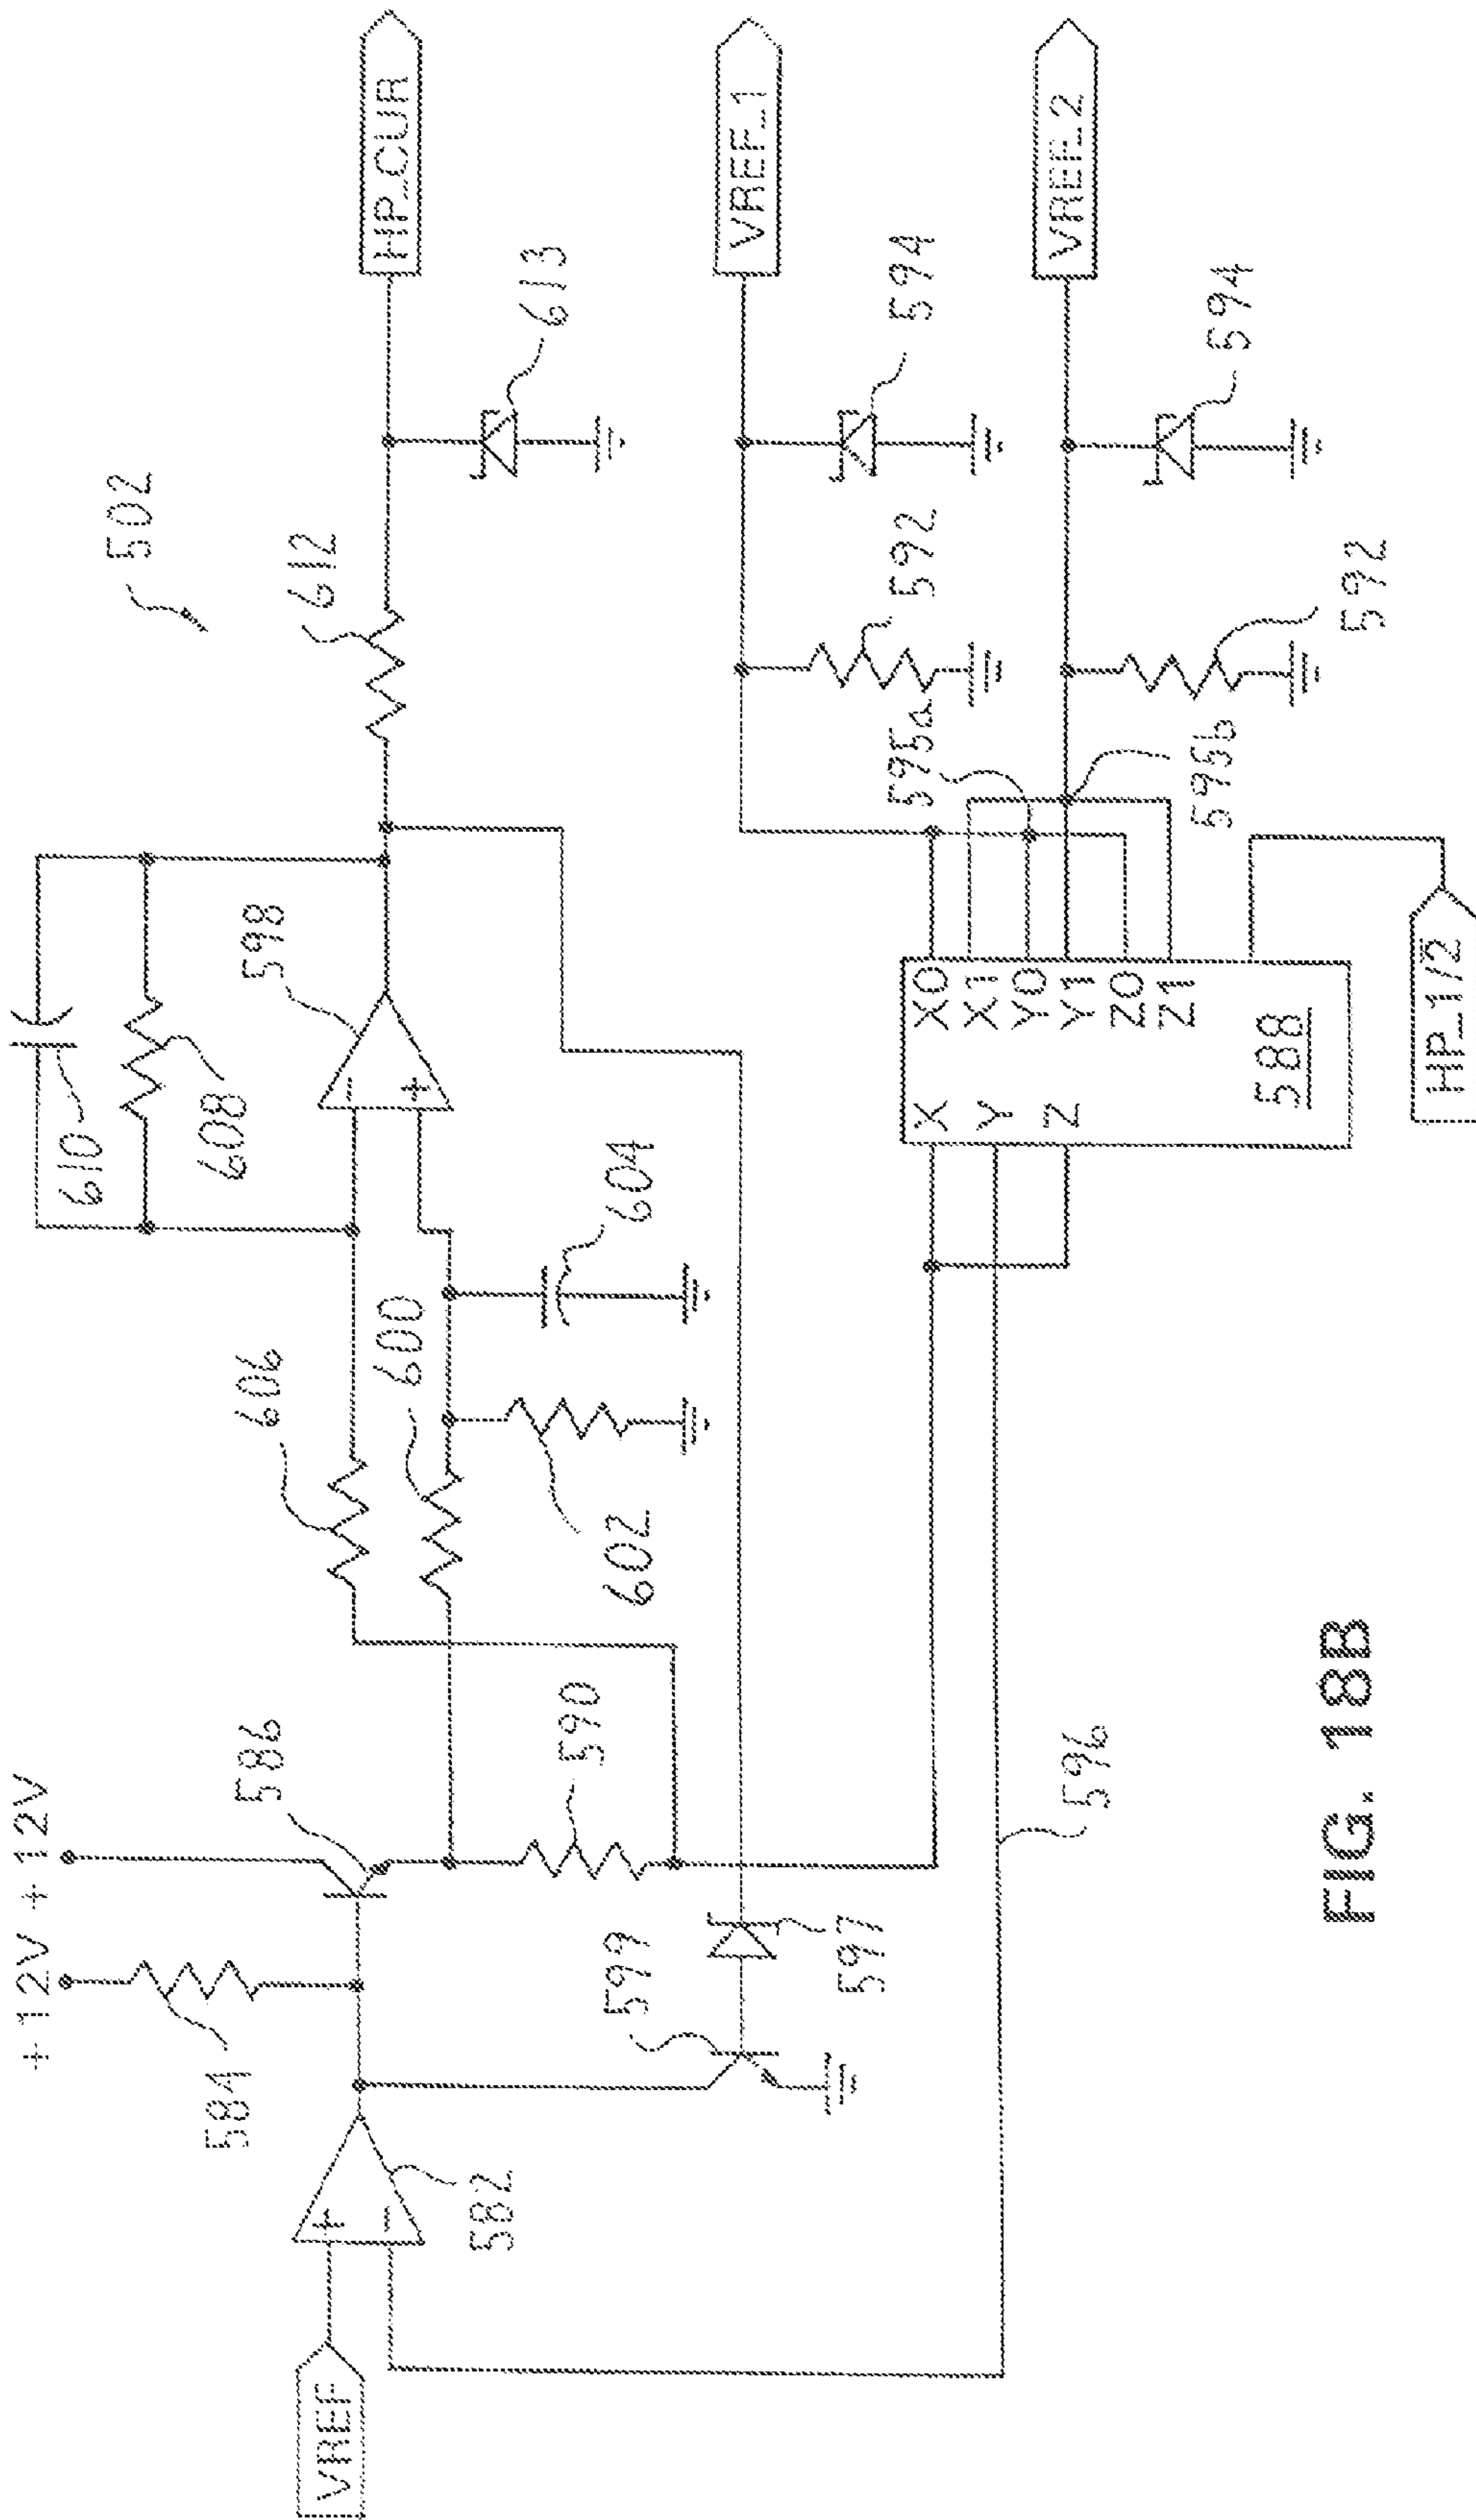 502
+12V +12V
584
586
VREF
582
590
606
600
602
604
610
608
598
612
613
HP_CUR
599
597
596
X
Y
Z
X0
X1
Y0
Y1
Z0
Z1
588
595a
595b
592
594
VREF_1
592
594
VREF_2
HP_1/2̅
FIG. 18B